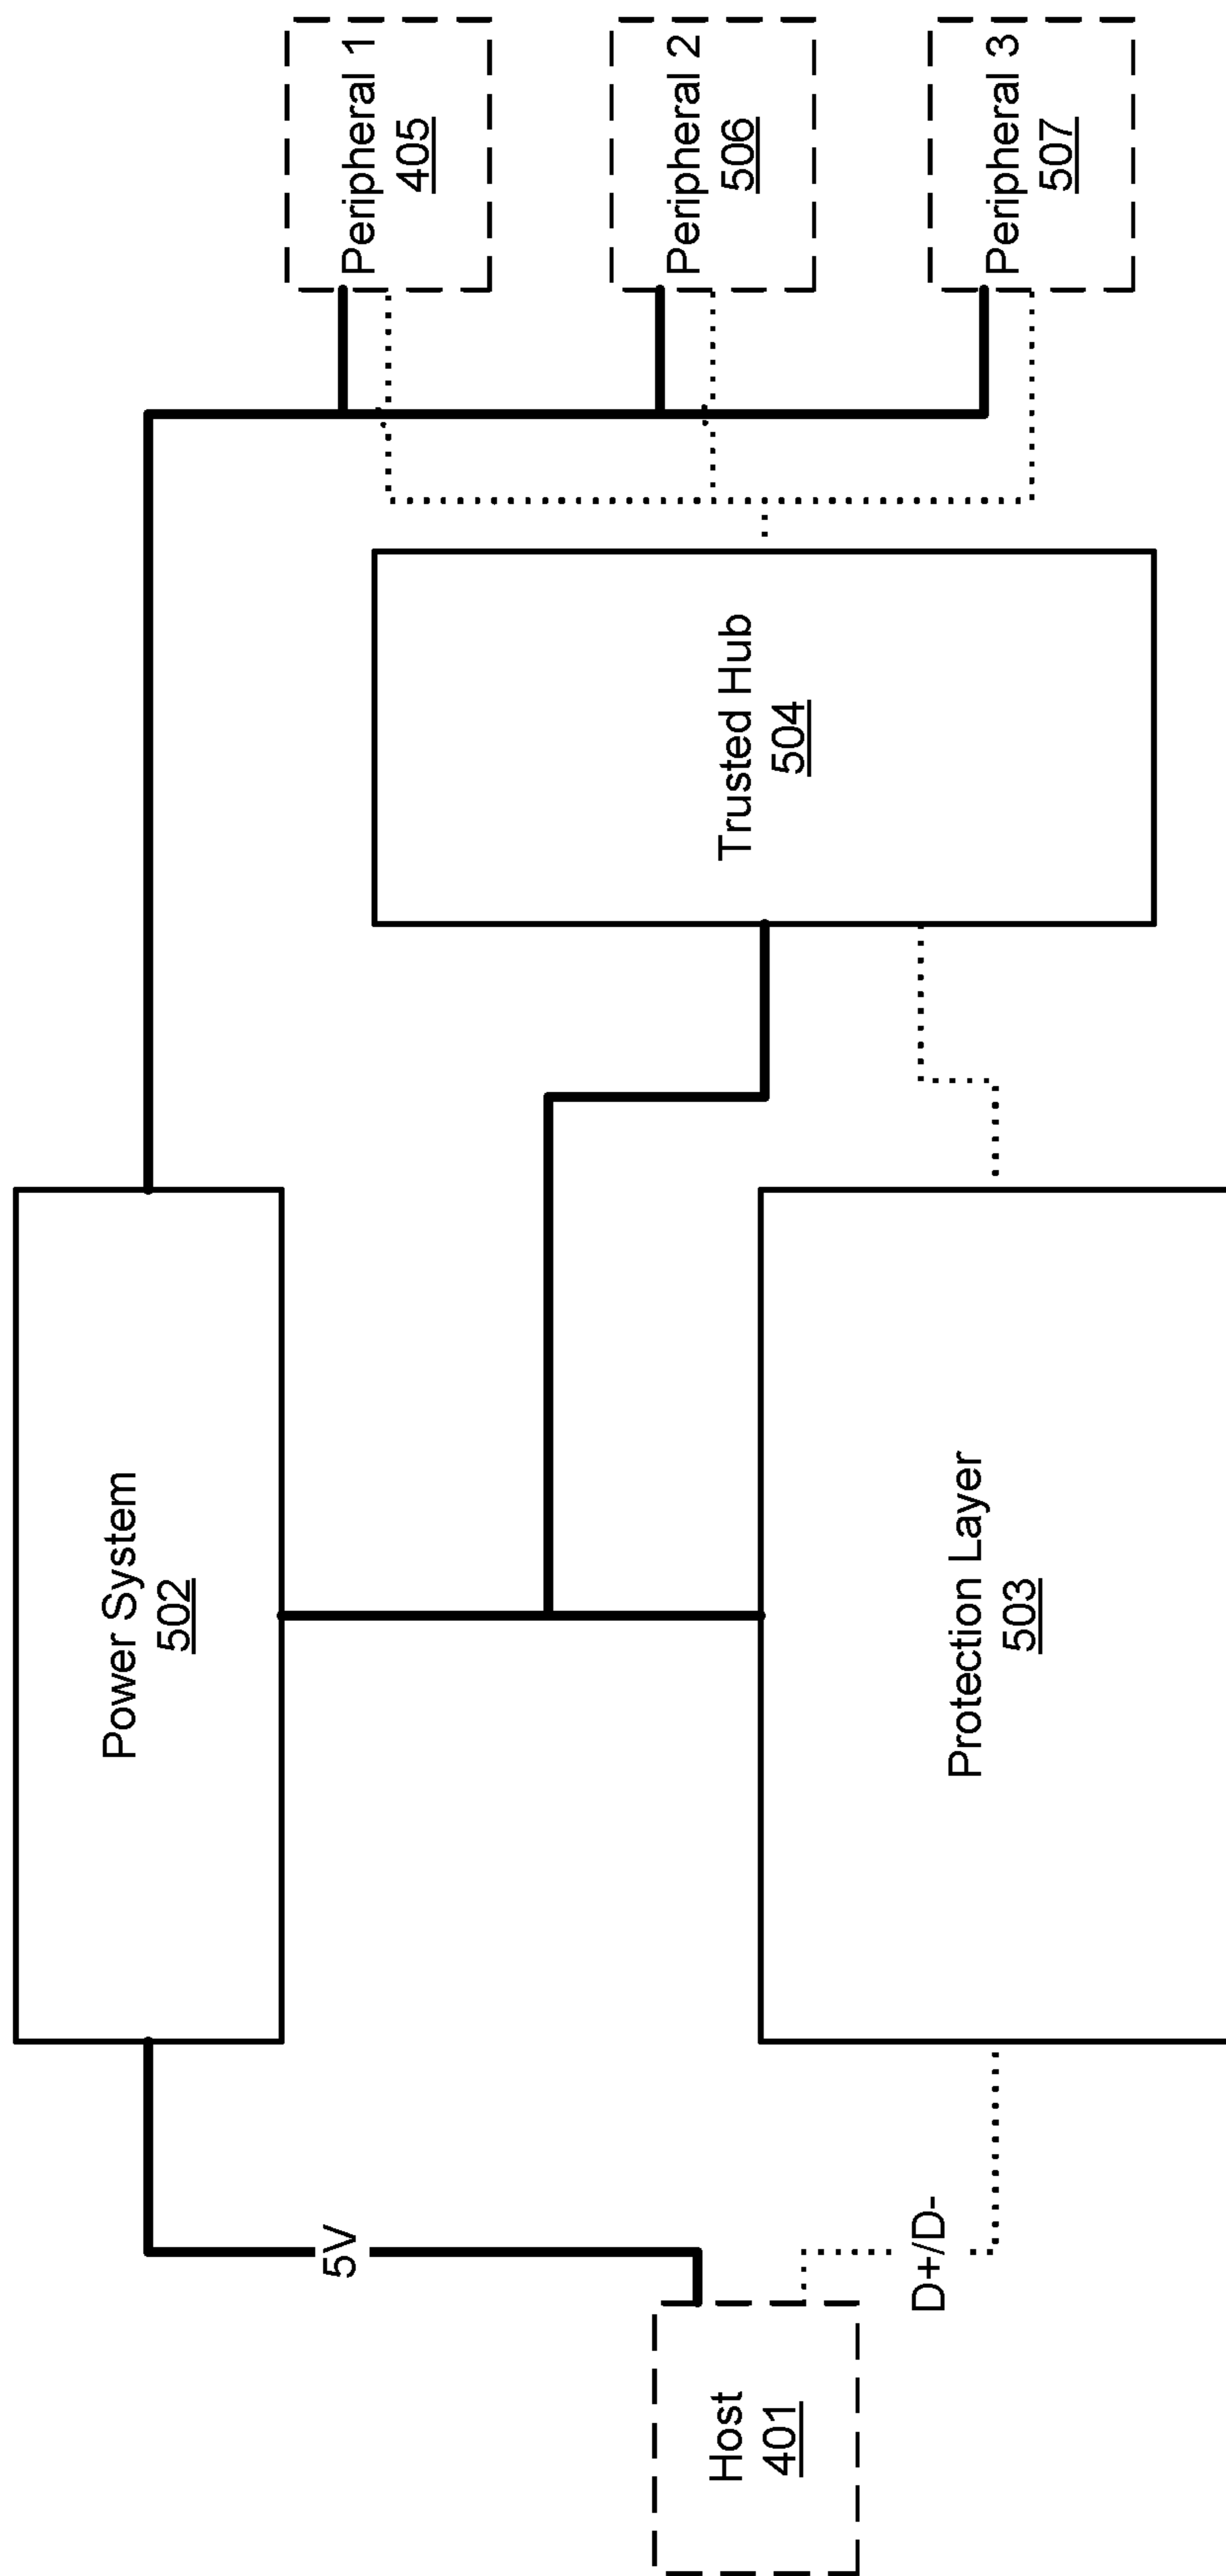 Host
401
5V
D+/D-
Power System
502
Protection Layer
503
Trusted Hub
504
Peripheral 1
405
Peripheral 2
506
Peripheral 3
507